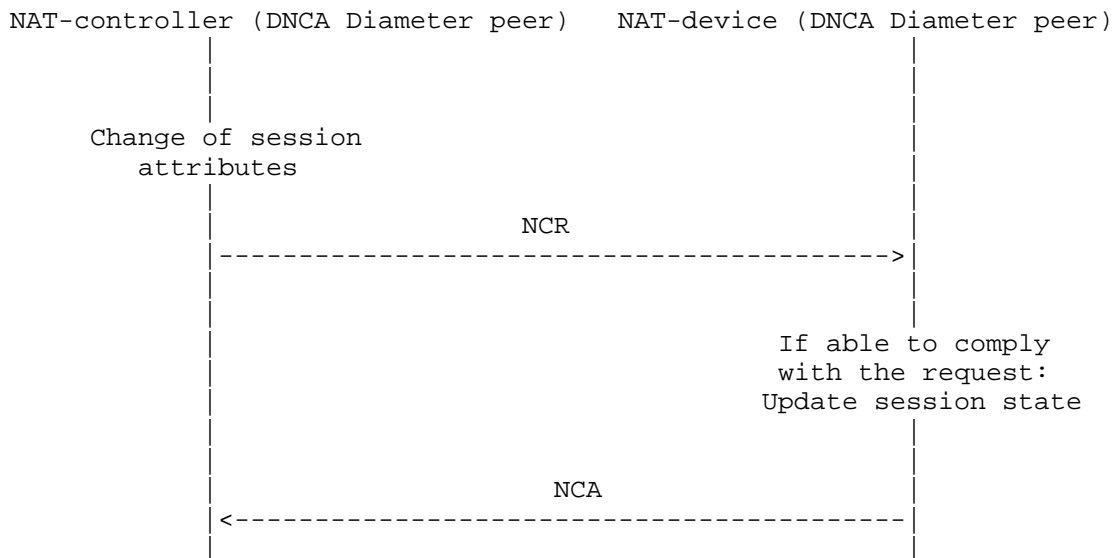 NAT-controller (DNCA Diameter peer)   NAT-device (DNCA Diameter peer)
Change of session
attributes
NCR
If able to comply
with the request:
Update session state
NCA